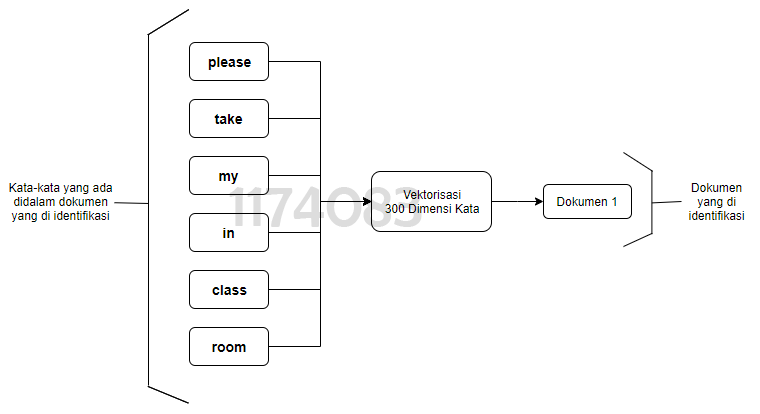 Kata-kata yang ada
didalam dokumen
yang di identifikasi
please
take
my
in
class
room
1174083
Vektorisasi
300 Dimensi Kata
Dokumen 1
Dokumen
yang di
identifikasi